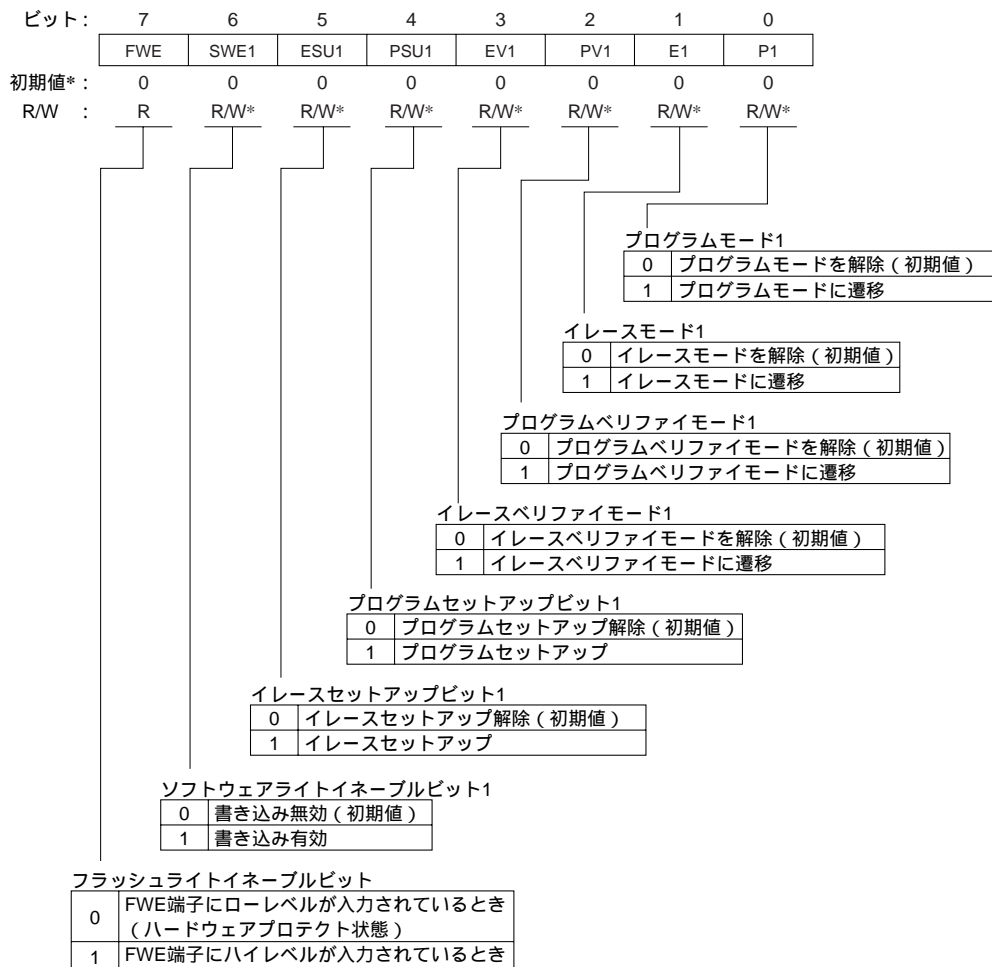 ビット： 7 6 5 4 3 2 1 0
FWE SWE1 ESU1 PSU1 EV1 PV1 E1 P1
初期値*： 0 0 0 0 0 0 0 0
R/W ： R R/W* R/W* R/W* R/W* R/W* R/W* R/W*
プログラムモード1
0 プログラムモードを解除（初期値）
1 プログラムモードに遷移
イレースモード1
0 イレースモードを解除（初期値）
1 イレースモードに遷移
プログラムベリファイモード1
0 プログラムベリファイモードを解除（初期値）
1 プログラムベリファイモードに遷移
イレースベリファイモード1
0 イレースベリファイモードを解除（初期値）
1 イレースベリファイモードに遷移
プログラムセットアップビット1
0 プログラムセットアップ解除（初期値）
1 プログラムセットアップ
イレースセットアップビット1
0 イレースセットアップ解除（初期値）
1 イレースセットアップ
ソフトウェアライトイネーブルビット1
0 書き込み無効（初期値）
1 書き込み有効
フラッシュライトイネーブルビット
0 FWE端子にローレベルが入力されているとき
（ハードウェアプロテクト状態）
1 FWE端子にハイレベルが入力されているとき